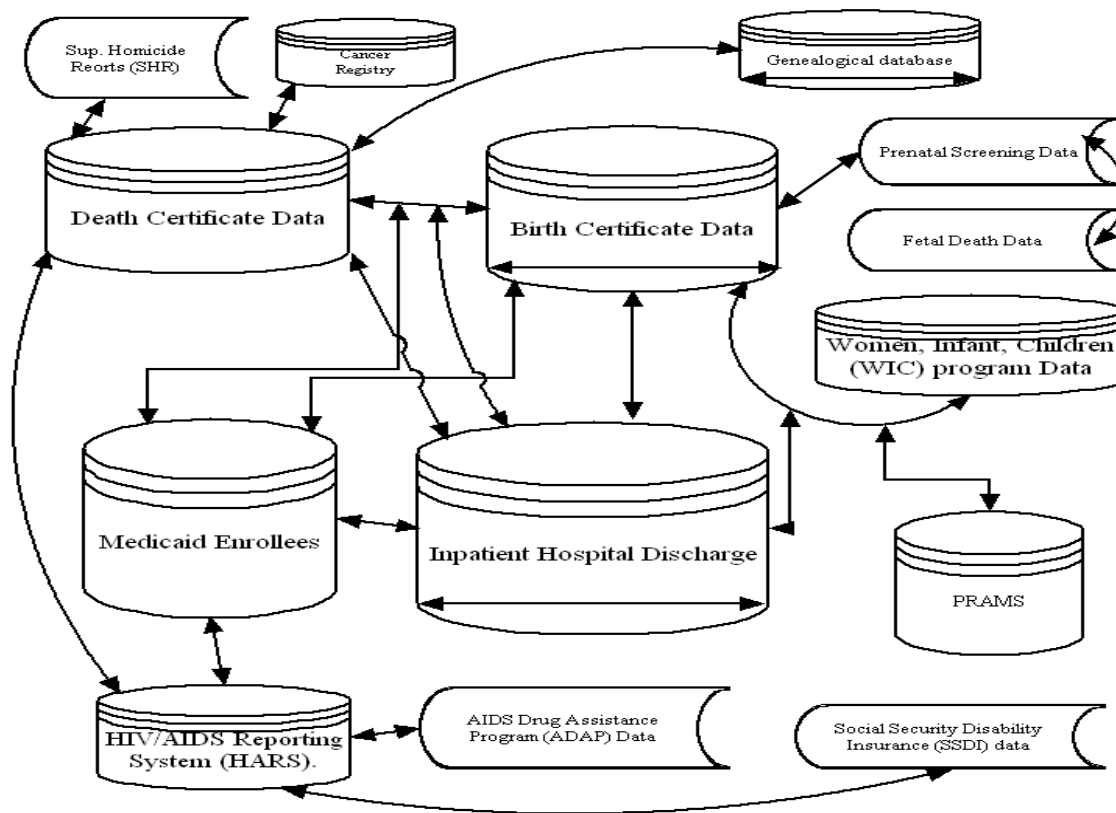 Sup. Homicide
Reorts (SHR)
Cancer
Registry
Genealogical database
Death Certificate Data
Birth Certificate Data
Prenatal Screening Data
Fetal Death Data
Women, Infant, Children
(WIC) program Data
Medicaid Enrollees
Inpatient Hospital Discharge
PRAMS
HIV/AIDS Reporting
System (HARS).
AIDS Drug Assistance
Program (ADAP) Data
Social Security Disability
Insurance (SSDI) data